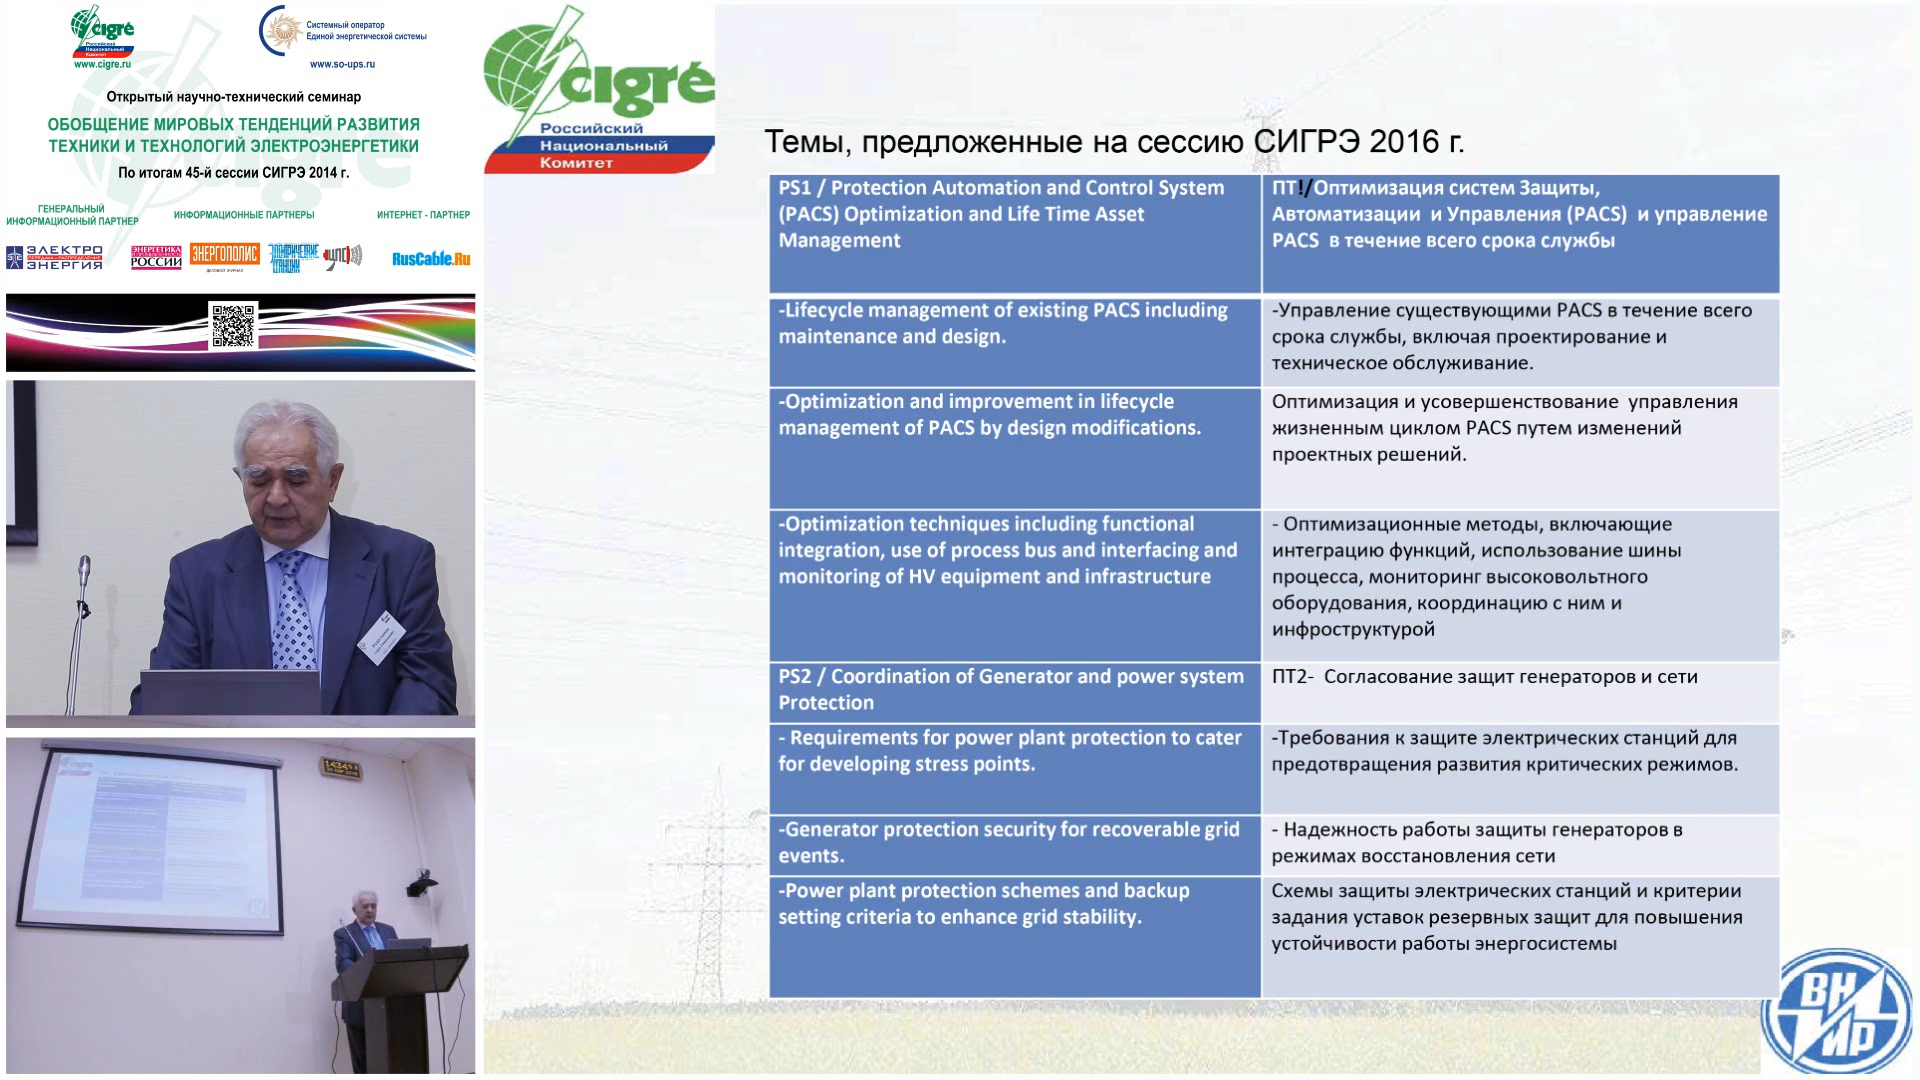 cigré
Российский
Национальный
Комитет
www.cigre.ru
Системный оператор
Единой энергетической системы
www.so-ups.ru
Открытый научно-технический семинар
ОБОБЩЕНИЕ МИРОВЫХ ТЕНДЕНЦИЙ РАЗВИТИЯ
ТЕХНИКИ И ТЕХНОЛОГИЙ ЭЛЕКТРОЭНЕРГЕТИКИ
По итогам 45-й сессии СИГРЭ 2014 г.
ГЕНЕРАЛЬНЫЙ
ИНФОРМАЦИОННЫЙ ПАРТНЕР
ИНФОРМАЦИОННЫЕ ПАРТНЕРЫ
ИНТЕРНЕТ - ПАРТНЕР
ЭЛЕКТРО
ЭНЕРГИЯ
ЭНЕРГЕТИКА
РОССИИ
ЭНЕРГОПОЛИС
ДЕЛОВОЙ ЖУРНАЛ
RusCable.Ru
cigré
Российский
Национальный
Комитет
Темы, предложенные на сессию СИГРЭ 2016 г.
PS1 / Protection Automation and Control System
(PACS) Optimization and Life Time Asset
Management
ПТ!/Оптимизация систем Защиты,
Автоматизации и Управления (PACS) и управление
PACS в течение всего срока службы
-Lifecycle management of existing PACS including
maintenance and design.
-Управление существующими PACS в течение всего
срока службы, включая проектирование и
техническое обслуживание.
-Optimization and improvement in lifecycle
management of PACS by design modifications.
Оптимизация и усовершенствование управления
жизненным циклом PACS путем изменений
проектных решений.
-Optimization techniques including functional
integration, use of process bus and interfacing and
monitoring of HV equipment and infrastructure
- Оптимизационные методы, включающие
интеграцию функций, использование шины
процесса, мониторинг высоковольтного
оборудования, координацию с ним и
инфроструктурой
PS2 / Coordination of Generator and power system
Protection
ПТ2- Согласование защит генераторов и сети
- Requirements for power plant protection to cater
for developing stress points.
-Требования к защите электрических станций для
предотвращения развития критических режимов.
-Generator protection security for recoverable grid
events.
- Надежность работы защиты генераторов в
режимах восстановления сети
-Power plant protection schemes and backup
setting criteria to enhance grid stability.
Схемы защиты электрических станций и критерии
задания уставок резервных защит для повышения
устойчивости работы энергосистемы
ВН
ИР